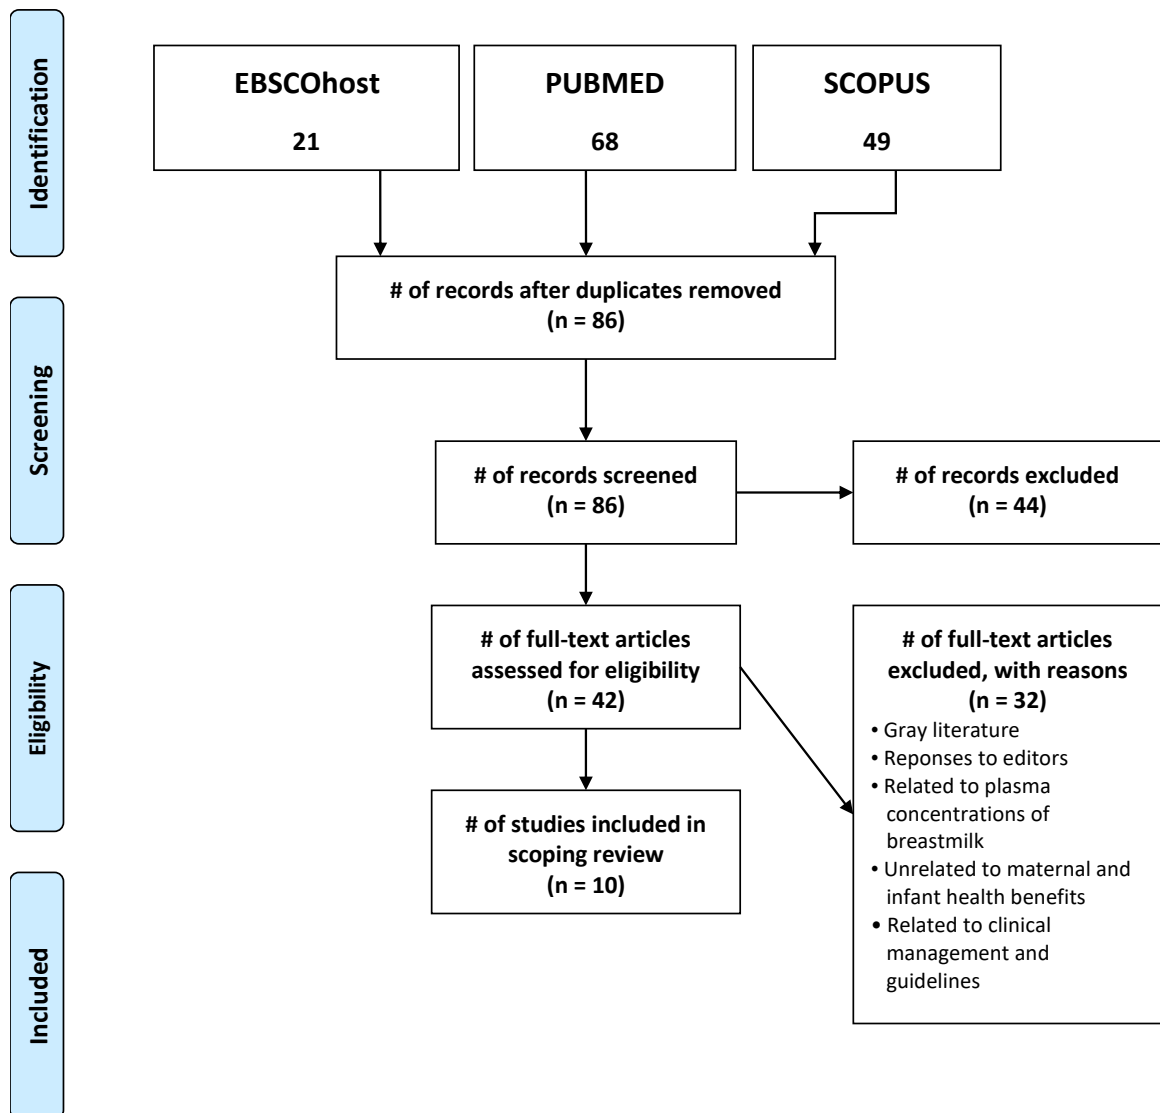 Identification
EBSCOhost
21
PUBMED
68
SCOPUS
49
# of records after duplicates removed
(n = 86)
Screening
# of records screened
(n = 86)
# of records excluded
(n = 44)
Eligibility
# of full-text articles
assessed for eligibility
(n = 42)
# of full-text articles
excluded, with reasons
(n = 32)
• Gray literature
• Reponses to editors
• Related to plasma
concentrations of
breastmilk
• Unrelated to maternal and
infant health benefits
• Related to clinical
management and
guidelines
# of studies included in
scoping review
(n = 10)
Included